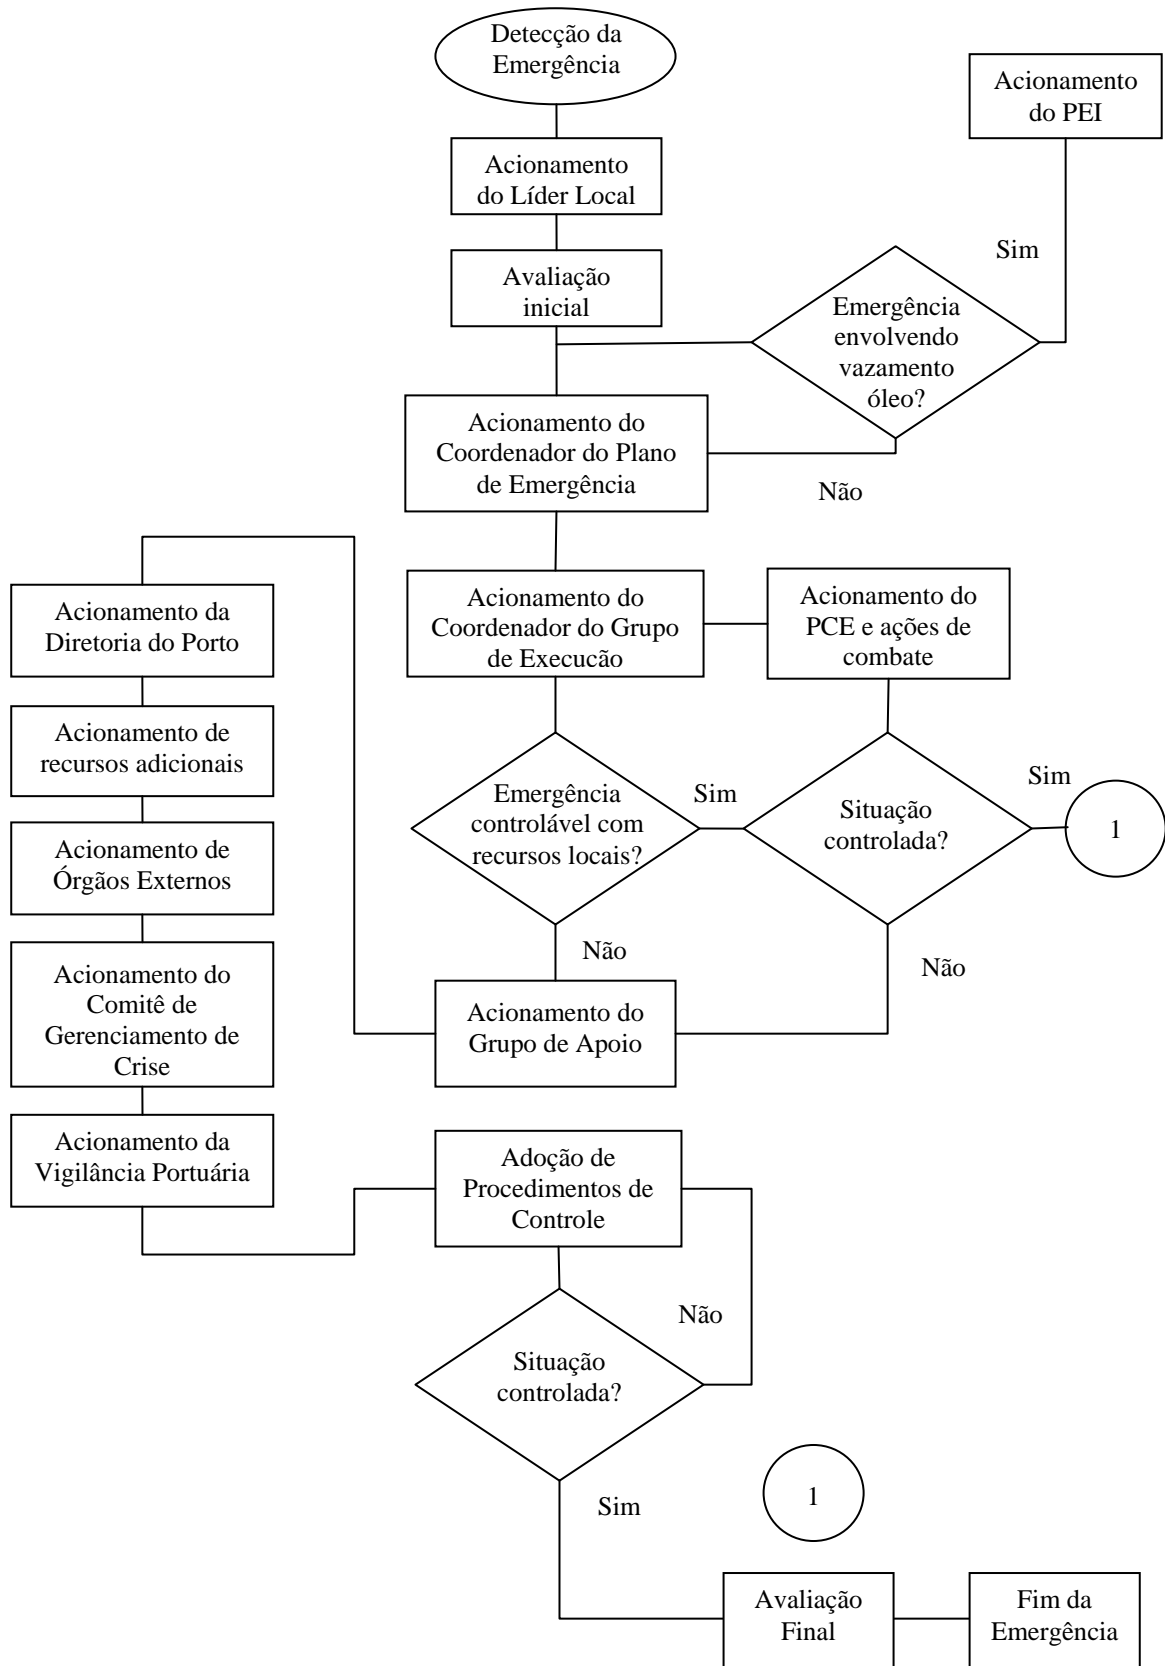 Detecção da
Emergência
Acionamento
do PEI
Acionamento
do Líder Local
Avaliação
inicial
Sim
Emergência
envolvendo
vazamento
óleo?
Acionamento do
Coordenador do Plano
de Emergência
Não
Acionamento da
Diretoria do Porto
Acionamento do
Coordenador do Grupo
de Execucão
Acionamento do
PCE e ações de
combate
Acionamento de
recursos adicionais
Emergência
controlável com
recursos locais?
Sim
Situação
controlada?
Sim
1
Acionamento de
Órgãos Externos
Não
Não
Acionamento do
Comitê de
Gerenciamento de
Crise
Acionamento do
Grupo de Apoio
Acionamento da
Vigilância Portuária
Adoção de
Procedimentos de
Controle
Não
Situação
controlada?
Sim
1
Avaliação
Final
Fim da
Emergência